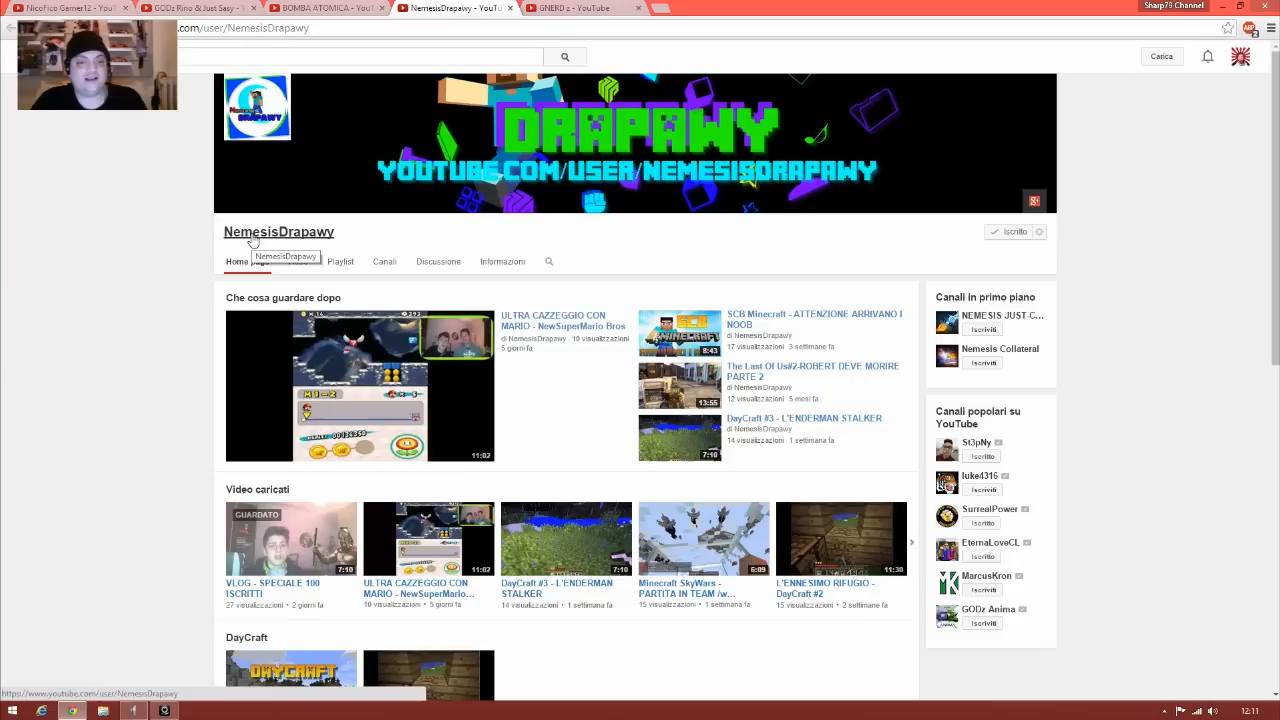 NicoFico Gamer12 - YouT
GODz Rino & Just Sasy - G
BOMBA ATOMICA - YouT
NemesisDrapawy - YouTu
GNERD 2 - YouTube
Sharp79 Channel
.com/user/NemesisDrapawy
Carica
DRAPAWY
YOUTUBE.COM/USER/NEMESISDRAPAWY
NemesisDrapawy
Iscritto
NemesisDrapawy
Home
Playlist
Canali
Discussione
Informazioni
Che cosa guardare dopo
ULTRA CAZZEGGIO CON
MARIO - NewSuperMario Bros
di NemesisDrapawy 10 visualizzazioni
5 giorni fa
11:02
SCB Minecraft - ATTENZIONE ARRIVANO I
NOOB
di NemesisDrapawy
17 visualizzazioni 3 settimane fa
SCB
MINECRAFT
8:43
The Last Of Us#2-ROBERT DEVE MORIRE
PARTE 2
di NemesisDrapawy
12 visualizzazioni 5 mesi fa
13:55
DayCraft #3 - L'ENDERMAN STALKER
di NemesisDrapawy
14 visualizzazioni 1 settimana fa
7:10
Video caricati
GUARDATO
7:10
11:02
7:10
6:09
11:30
VLOG - SPECIALE 100
ISCRITTI
27 visualizzazioni • 2 giorni fa
ULTRA CAZZEGGIO CON
MARIO - NewSuperMario...
10 visualizzazioni • 5 giorni fa
DayCraft #3 - L'ENDERMAN
STALKER
14 visualizzazioni • 1 settimana fa
Minecraft SkyWars -
PARTITA IN TEAM /w...
15 visualizzazioni • 1 settimana fa
L'ENNESIMO RIFUGIO -
DayCraft #2
15 visualizzazioni • 2 settimane fa
DayCraft
DAYCRAFT
Canali in primo piano
NEMESIS JUST-C...
Iscriviti
Nemesis Collateral
Iscriviti
Canali popolari su
YouTube
St3pNy
Iscritto
luke4316
Iscriviti
SurrealPower
Iscritto
EternaLoveCL
Iscritto
MarcusKron
Iscriviti
GODz Anima
Iscriviti
https://www.youtube.com/user/NemesisDrapawy
12:11